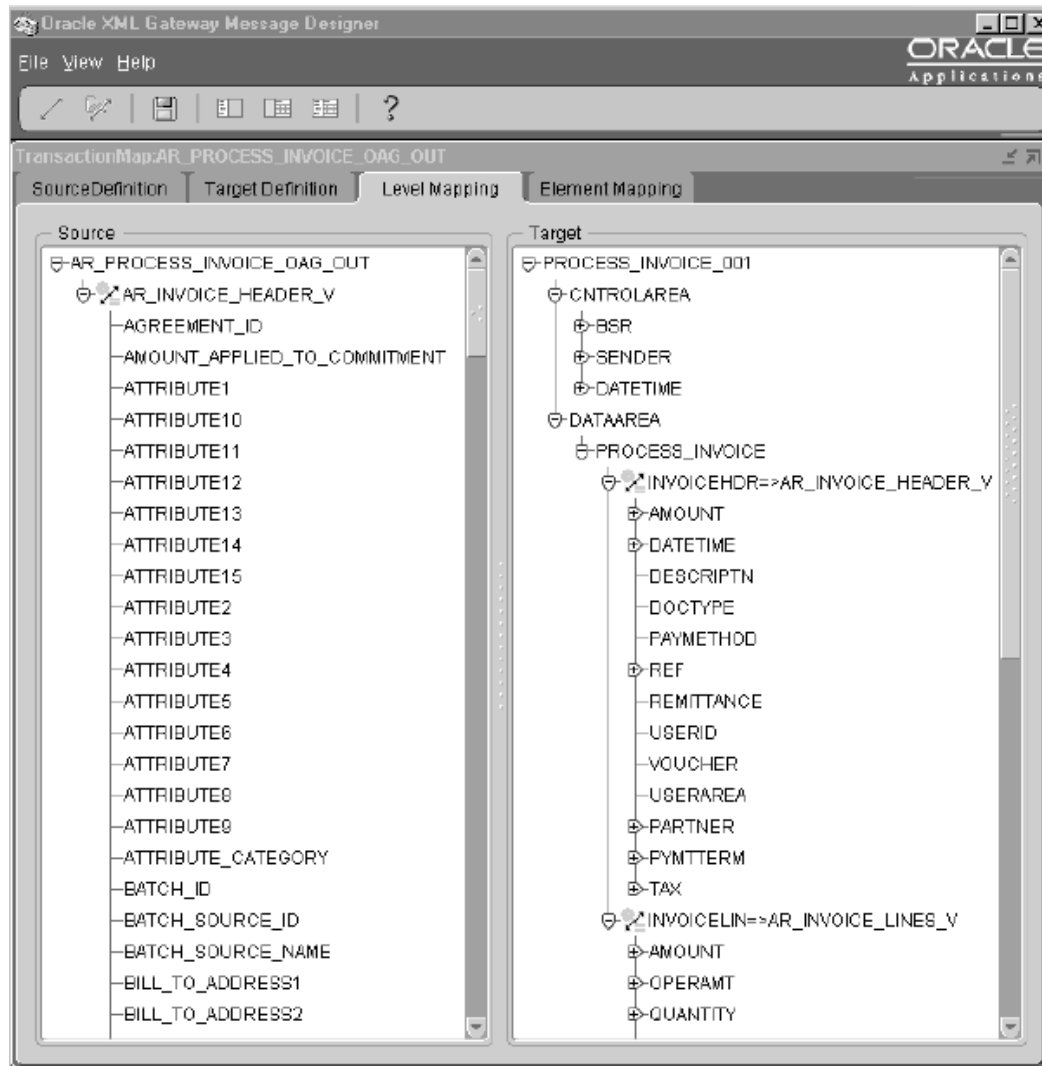 Oracle XML Gateway Message Designer
File View Help
ORACLE
Applications
?
TransactionMap:AR_PROCESS_INVOICE_OAG_OUT
SourceDefinition
Target Definition
Level Mapping
Element Mapping
Source
AR_PROCESS_INVOICE_OAG_OUT
AR_INVOICE_HEADER_V
AGREEMENT_ID
AMOUNT_APPLIED_TO_COMMITMENT
ATTRIBUTE1
ATTRIBUTE10
ATTRIBUTE11
ATTRIBUTE12
ATTRIBUTE13
ATTRIBUTE14
ATTRIBUTE15
ATTRIBUTE2
ATTRIBUTE3
ATTRIBUTE4
ATTRIBUTE5
ATTRIBUTE6
ATTRIBUTE7
ATTRIBUTE8
ATTRIBUTE9
ATTRIBUTE_CATEGORY
BATCH_ID
BATCH_SOURCE_ID
BATCH_SOURCE_NAME
BILL_TO_ADDRESS1
BILL_TO_ADDRESS2
Target
PROCESS_INVOICE_001
CNTROLAREA
BSR
SENDER
DATETIME
DATAAREA
PROCESS_INVOICE
INVOICEHDR=>AR_INVOICE_HEADER_V
AMOUNT
DATETIME
DESCRIPTN
DOCTYPE
PAYMETHOD
REF
REMITTANCE
USERID
VOUCHER
USERAREA
PARTNER
PYMTTERM
TAX
INVOICELIN=>AR_INVOICE_LINES_V
AMOUNT
OPERAMT
QUANTITY